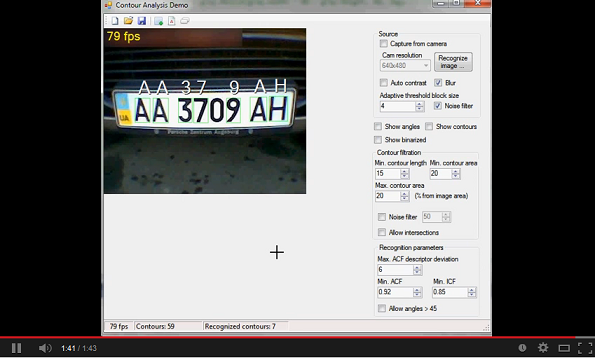 Contour Analysis Demo
79 fps
AA 37 9 AH
UA
AA 3709 AH
Porsche Zentrum Augsburg
Source
Capture from camera
Cam resolution
640x480
Recognize image ...
Auto contrast
Blur
Adaptive threshold block size
4
Noise filter
Show angles
Show contours
Show binarized
Contour filtration
Min. contour length
Min. contour area
15
20
Max. contour area
20
(% from image area)
Noise filter
50
Allow intersections
Recognition parameters
Max. ACF descriptor deviation
6
Min. ACF
Min. ICF
0.92
0.85
Allow angles > 45
79 fps
Contours: 59
Recognized contours: 7
1:41 / 1:43